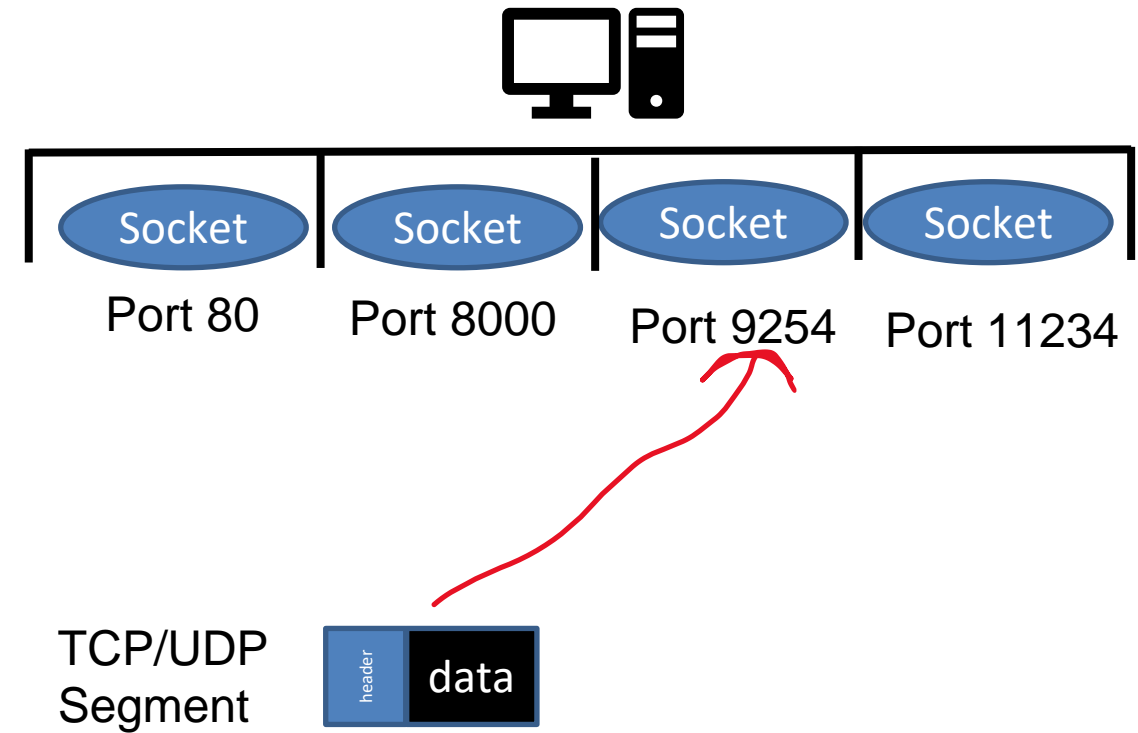 Socket Socket Socket Socket
Port 80 Port 8000 Port 9254 Port 11234
TCP/UDP
Segment
header data